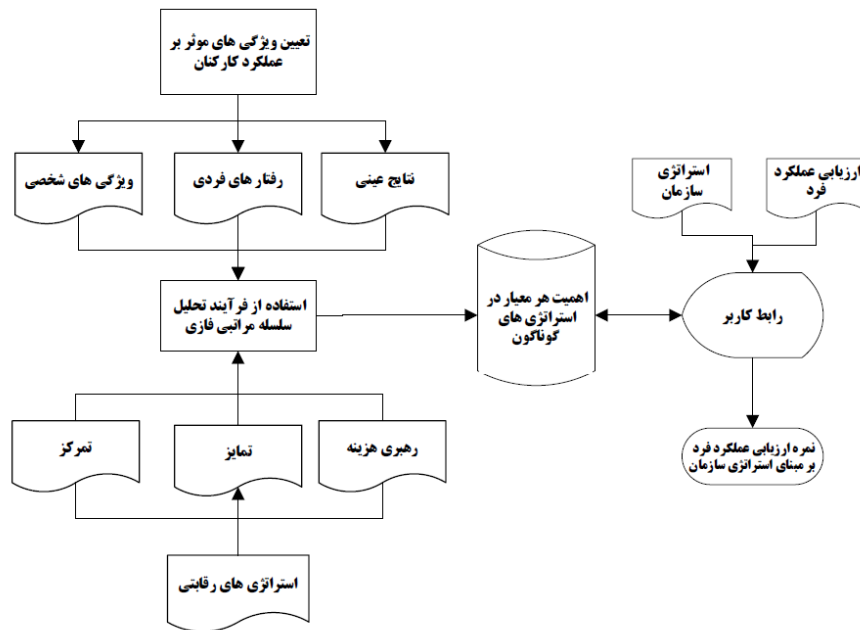 تعیین ویژگی های موثر بر
عملکرد کارکنان
نتایج عینی
رفتار های فردی
ویژگی های شخصی
ارزیابی عملکرد
فرد
استراتژی
سازمان
استفاده از فرآیند تحلیل
سلسله مراتبی فازی
اهمیت هر معیار در
استراتژی های
گوناگون
رابط کاربر
رهبری هزینه
تمایز
تمرکز
نمره ارزیابی عملکرد فرد
بر مبنای استراتژی سازمان
استراتژی های رقابتی